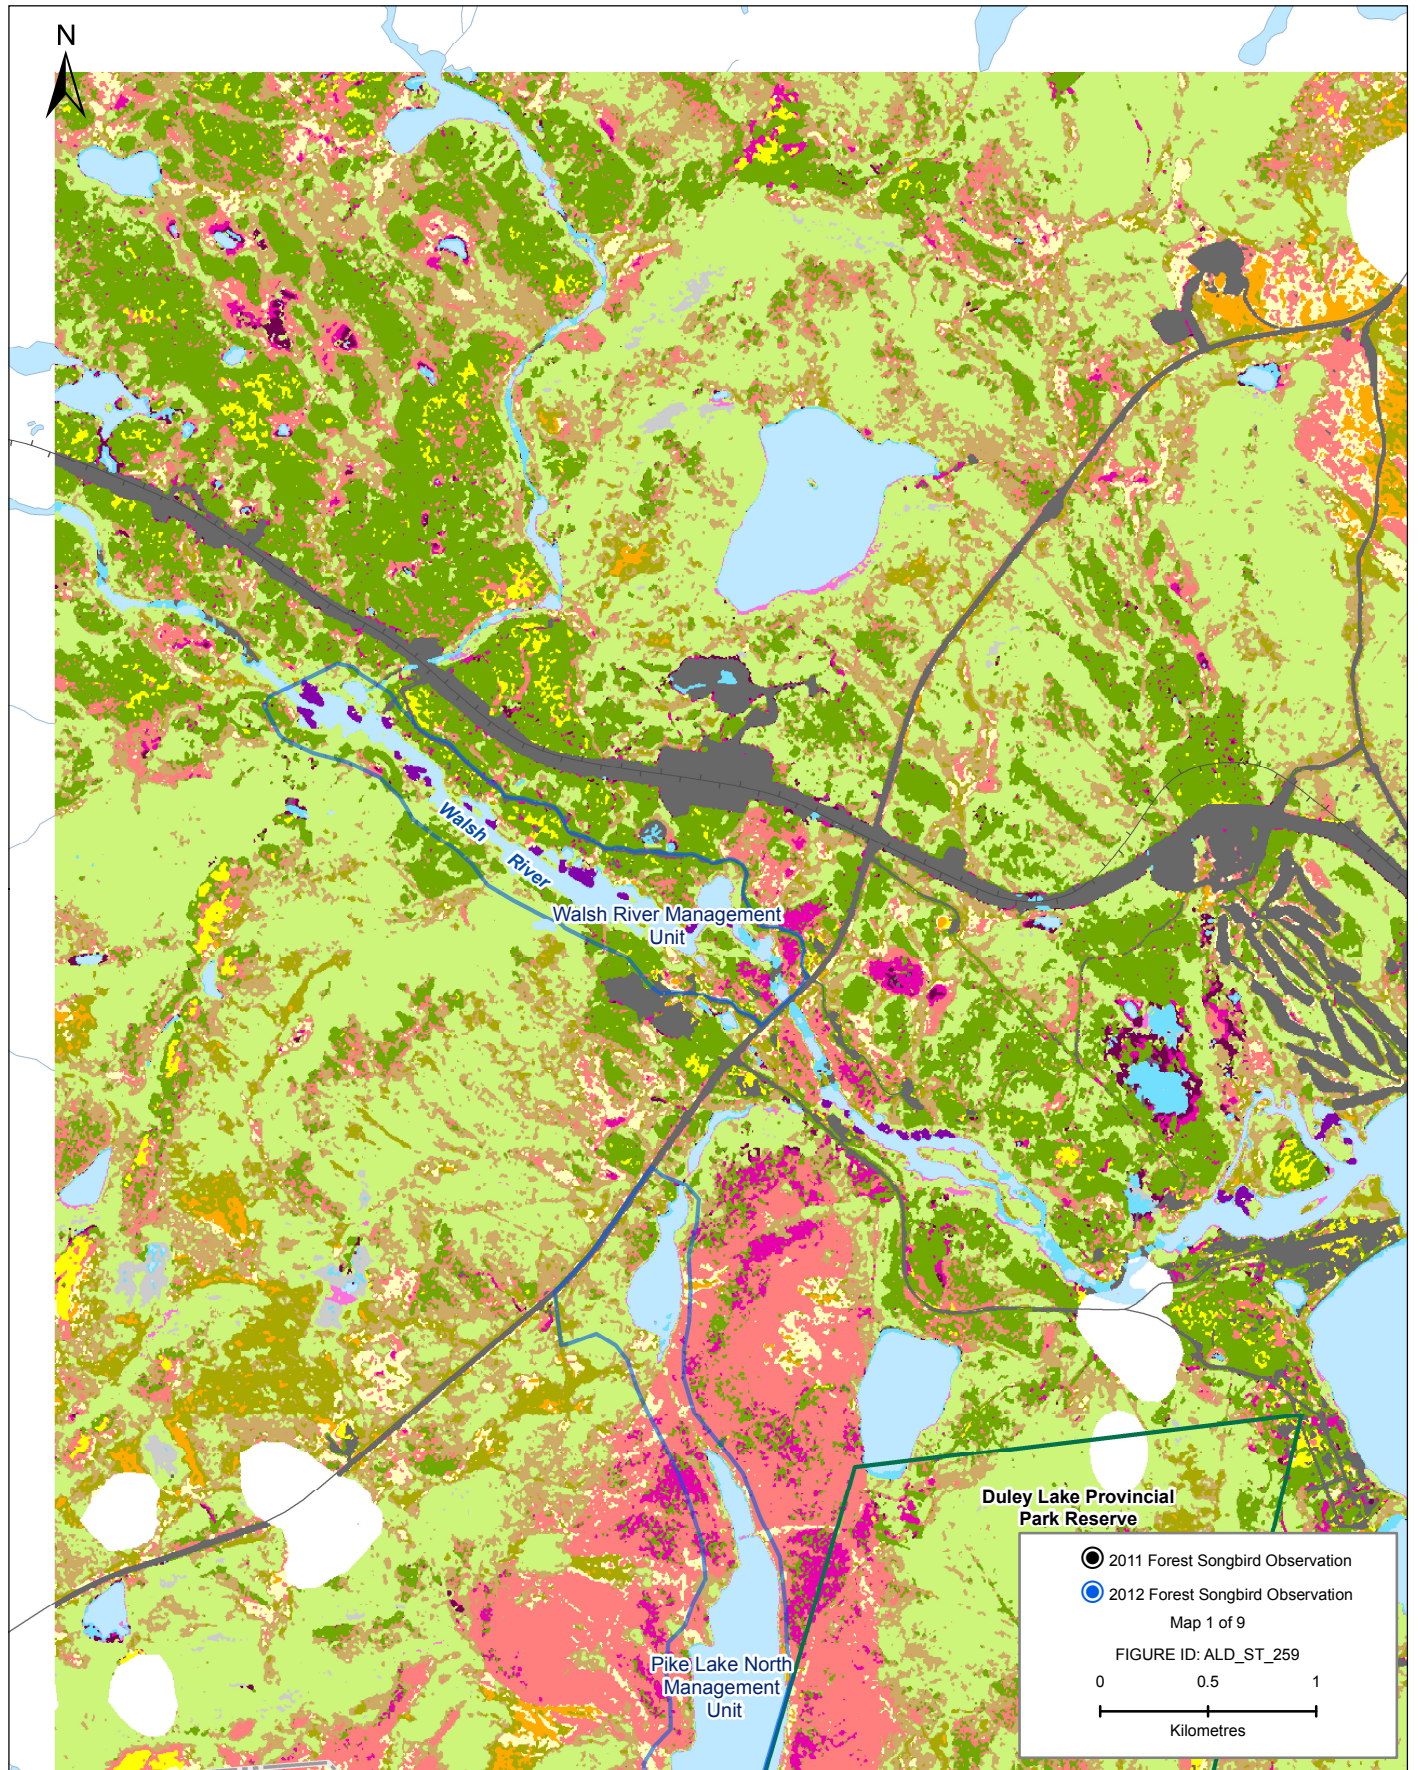 N
Walsh
River
Walsh River Management
Unit
Duley Lake Provincial
Park Reserve
2011 Forest Songbird Observation
2012 Forest Songbird Observation
Map 1 of 9
FIGURE ID: ALD_ST_259
0 0.5 1
Kilometres
Pike Lake North
Management
Unit